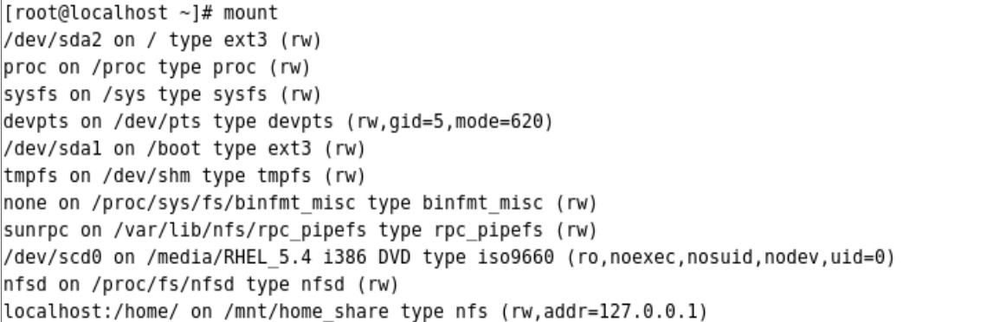 [root@localhost ~]# mount
/dev/sda2 on / type ext3 (rw)
proc on /proc type proc (rw)
sysfs on /sys type sysfs (rw)
devpts on /dev/pts type devpts (rw,gid=5,mode=620)
/dev/sda1 on /boot type ext3 (rw)
tmpfs on /dev/shm type tmpfs (rw)
none on /proc/sys/fs/binfmt_misc type binfmt_misc (rw)
sunrpc on /var/lib/nfs/rpc_pipefs type rpc_pipefs (rw)
/dev/scd0 on /media/RHEL_5.4 i386 DVD type iso9660 (ro,noexec,nosuid,nodev,uid=0)
nfsd on /proc/fs/nfsd type nfsd (rw)
localhost:/home/ on /mnt/home_share type nfs (rw,addr=127.0.0.1)